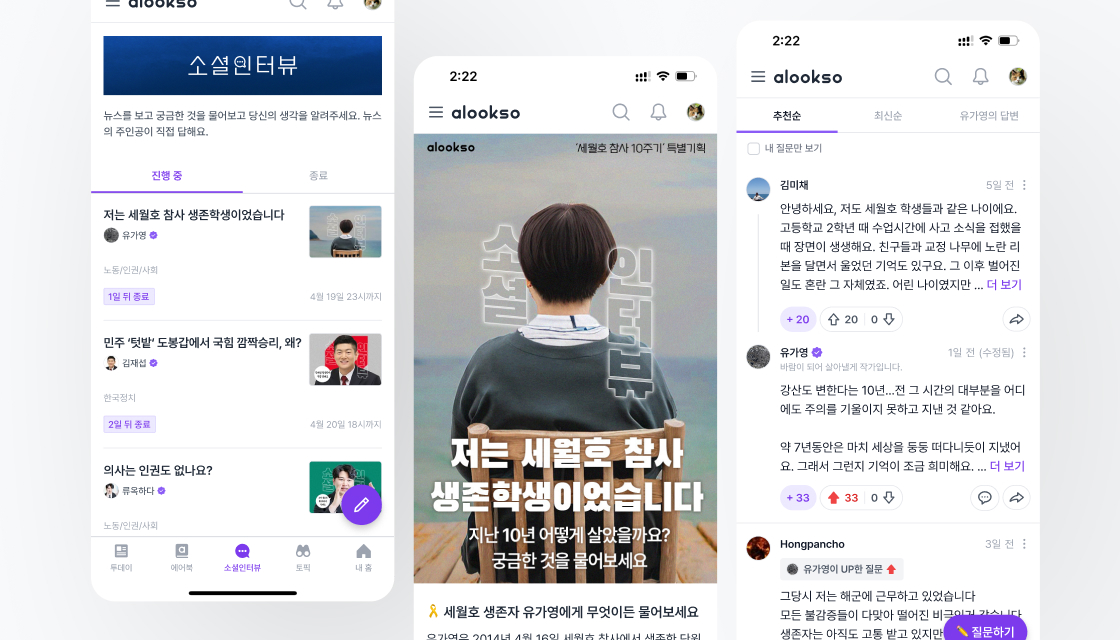 alookso
소셜인터뷰
뉴스를 보고 궁금한 것을 물어보고 당신의 생각을 알려주세요. 뉴스
의 주인공이 직접 답해요.
진행 중
종료
저는 세월호 참사 생존학생이었습니다
유가영
노동/인권/사회
1일 뒤 종료
4월 19일 23시까지
민주 ‘텃밭’ 도봉갑에서 국힘 깜짝승리, 왜?
김재섭
한국정치
2일 뒤 종료
4월 20일 18시까지
의사는 인권도 없나요?
류옥하다
노동/인권/사회
투데이
에어북
소셜인터뷰
토픽
내 홈
2:22
alookso
alookso
‘세월호 참사 10주기’ 특별기획
소셜
인터뷰
저는 세월호 참사
생존학생이었습니다
지난 10년 어떻게 살았을까요?
궁금한 것을 물어보세요
🎗 세월호 생존자 유가영에게 무엇이든 물어보세요
유가영은 2014년 4월 16일 세월호 참사에서 생존한 단원
2:22
alookso
추천순
최신순
유가영의 답변
내 질문만 보기
김미채
5일 전
안녕하세요, 저도 세월호 학생들과 같은 나이에요.
고등학교 2학년 때 수업시간에 사고 소식을 접했을
때 장면이 생생해요. 친구들과 교정 나무에 노란 리
본을 달면서 울었던 기억도 있구요. 그 이후 벌어진
일도 혼란 그 자체였죠. 어린 나이였지만 ... 더 보기
+ 20
20
0
유가영
1일 전 (수정됨)
바람이 되어 살아낼게 작가입니다.
강산도 변한다는 10년...전 그 시간의 대부분을 어디
에도 주의를 기울이지 못하고 지낸 것 같아요.
약 7년동안은 마치 세상을 둥둥 떠다니듯이 지냈어
요. 그래서 그런지 기억이 조금 희미해요. ... 더 보기
+ 33
33
0
Hongpancho
3일 전
유가영이 UP한 질문
그당시 저는 해군에 근무하고 있었습니다
모든 불감증들이 다맞아 떨어진 비극인거 같습니다
생존자는 아직도 고통 받고 있지만
질문하기